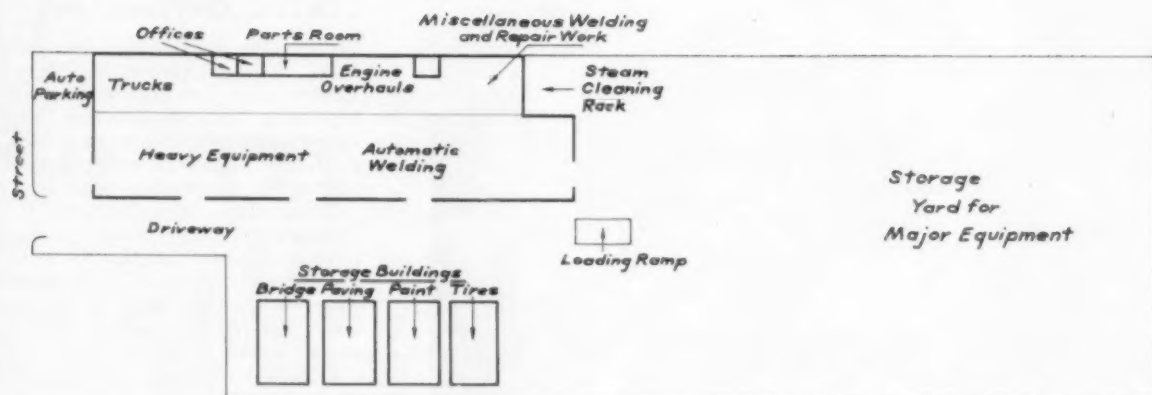 Offices
Parts Room
Miscellaneous Welding
and Repair Work
Auto
Parking
Trucks
Engine
Overhauls
Steam
Cleaning
Rack
Street
Heavy Equipment
Automatic
Welding
Storage
Yard for
Major Equipment
Driveway
Loading Ramp
Storage Buildings
Bridge Paving Paint Tires